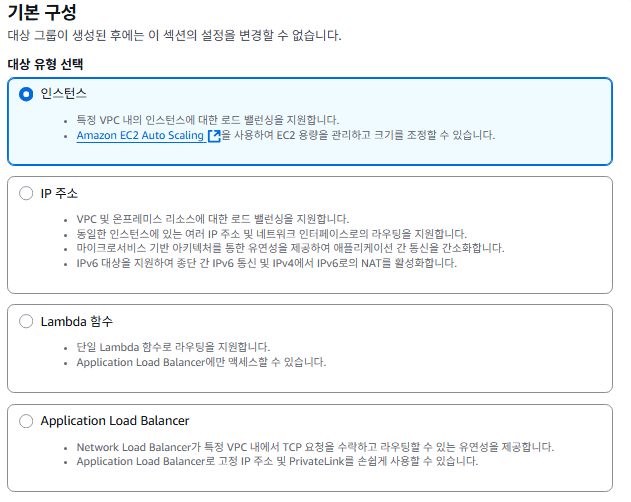 기본 구성
대상 그룹이 생성된 후에는 이 섹션의 설정을 변경할 수 없습니다.
대상 유형 선택
인스턴스
특정 VPC 내의 인스턴스에 대한 로드 밸런싱을 지원합니다.
Amazon EC2 Auto Scaling을 사용하여 EC2 용량을 관리하고 크기를 조정할 수 있습니다.
IP 주소
VPC 및 온프레미스 리소스에 대한 로드 밸런싱을 지원합니다.
동일한 인스턴스에 있는 여러 IP 주소 및 네트워크 인터페이스로의 라우팅을 지원합니다.
마이크로서비스 기반 아키텍처를 통한 유연성을 제공하여 애플리케이션 간 통신을 간소화합니다.
IPv6 대상을 지원하여 종단 간 IPv6 통신 및 IPv4에서 IPv6로의 NAT를 활성화합니다.
Lambda 함수
단일 Lambda 함수로 라우팅을 지원합니다.
Application Load Balancer에만 액세스할 수 있습니다.
Application Load Balancer
Network Load Balancer가 특정 VPC 내에서 TCP 요청을 수락하고 라우팅할 수 있는 유연성을 제공합니다.
Application Load Balancer로 고정 IP 주소 및 PrivateLink를 손쉽게 사용할 수 있습니다.